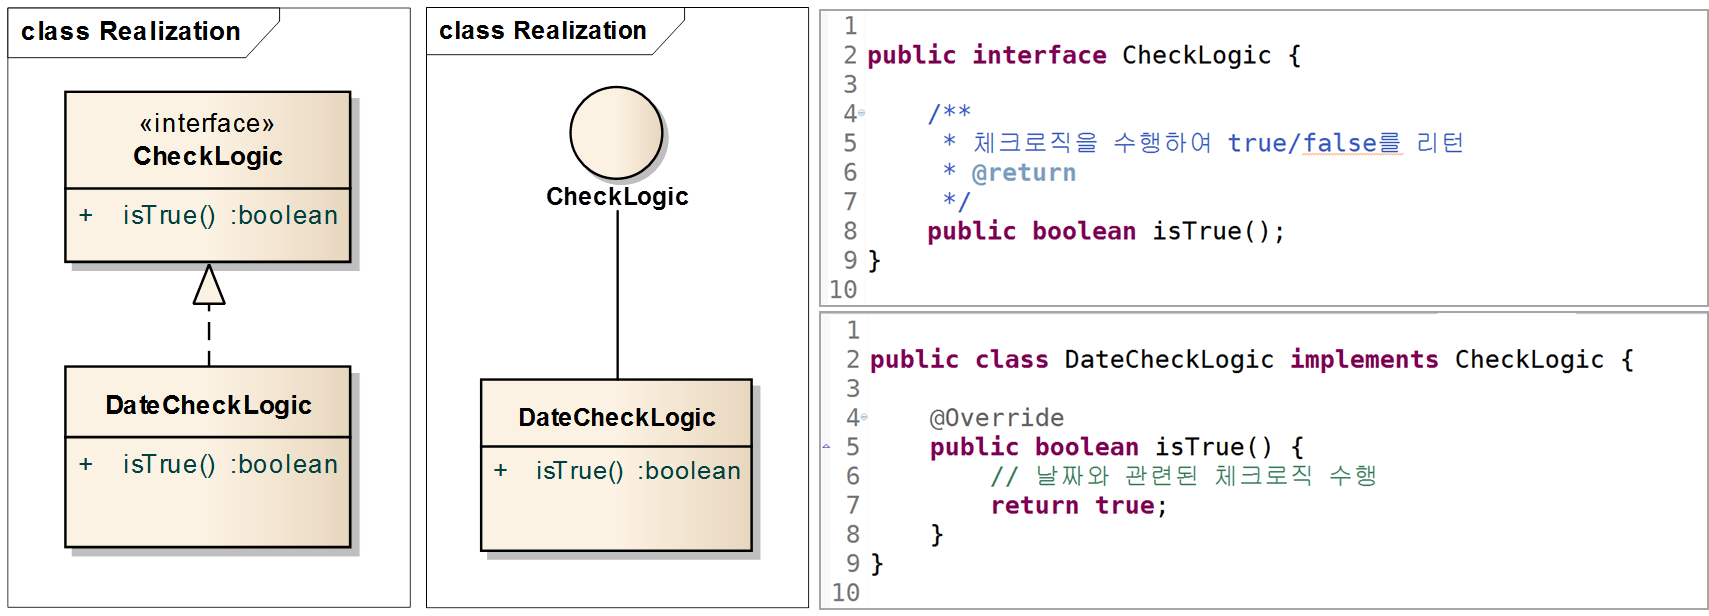 class Realization
«interface»
CheckLogic
+ isTrue() :boolean
DateCheckLogic
+ isTrue() :boolean
class Realization
CheckLogic
DateCheckLogic
+ isTrue() :boolean
1
2 public interface CheckLogic {
3
4 /**
5 * 체크로직을 수행하여 true/false를 리턴
6 * @return
7 */
8 public boolean isTrue();
9 }
10
1
2 public class DateCheckLogic implements CheckLogic {
3
4 @Override
5 public boolean isTrue() {
6 // 날짜와 관련된 체크로직 수행
7 return true;
8 }
9 }
10